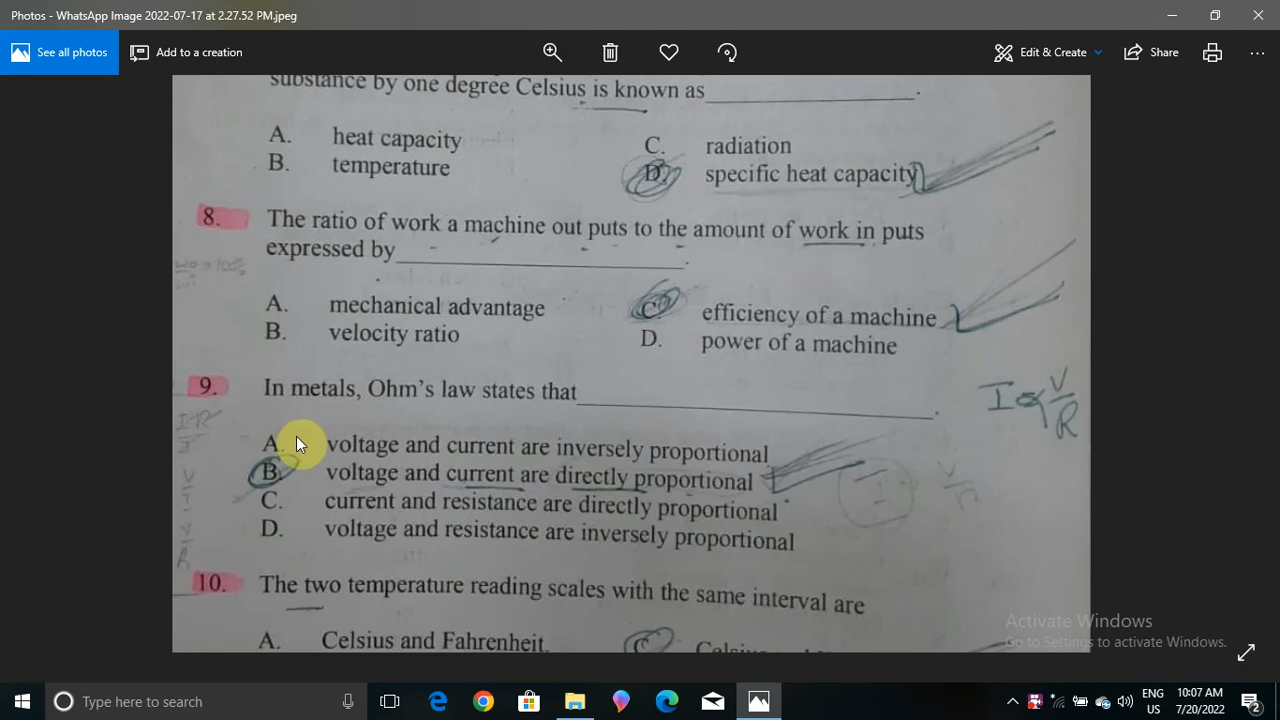 Photos - WhatsApp Image 2022-07-17 at 2.27.52 PM.jpeg
See all photos
Add to a creation
Edit & Create
Share
substance by one degree Celsius is known as____________.
A. heat capacity
B. temperature
C. radiation
D. specific heat capacity
8. The ratio of work a machine out puts to the amount of work in puts
expressed by____________.
A. mechanical advantage
B. velocity ratio
C. efficiency of a machine
D. power of a machine
9. In metals, Ohm's law states that____________.
A. voltage and current are inversely proportional
B. voltage and current are directly proportional
C. current and resistance are directly proportional
D. voltage and resistance are inversely proportional
I ∝ V/R
10. The two temperature reading scales with the same interval are
A. Celsius and Fahrenheit
C
Activate Windows
Go to Settings to activate Windows.
Type here to search
ENG
US
10:07 AM
7/20/2022
2